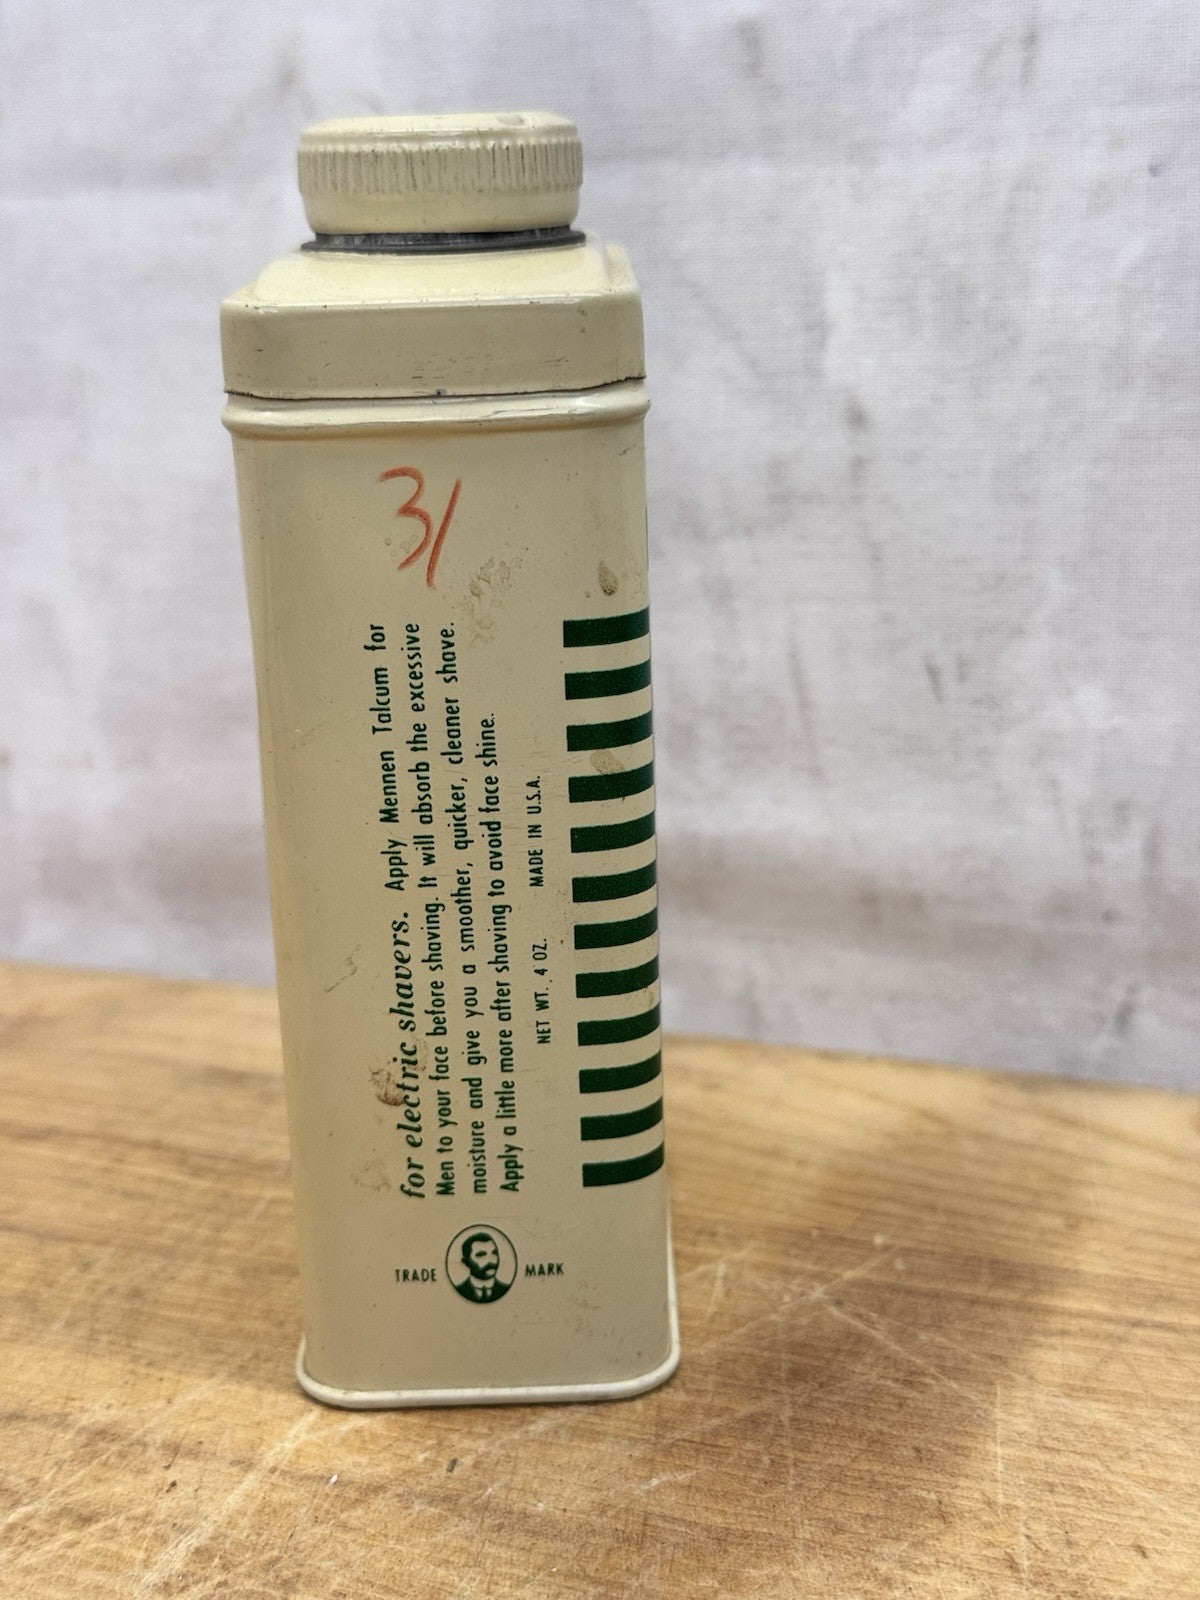 31
for electric shavers. Apply Mennen Talcum for
Men to your face before shaving. It will absorb the excessive
moisture and give you a smoother, quicker, cleaner shave.
Apply a little more after shaving to avoid face shine.
NET WT. 4 OZ. MADE IN U.S.A.
TRADE MARK